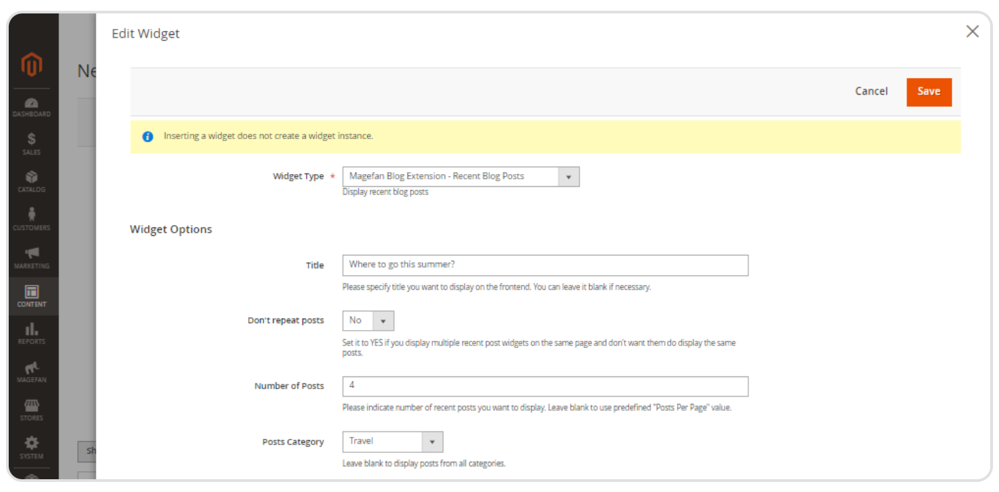 Edit Widget
Ne
Cancel
Save
DASHBOARD
Inserting a widget does not create a widget instance.
SALES
Widget Type * Magefan Blog Extension - Recent Blog Posts
Display recent blog posts
CATALOG
CUSTOMERS
Widget Options
MARKETING
Title Where to go this summer?
Please specify title you want to display on the frontend. You can leave it blank if necessary.
CONTENT
Don't repeat posts No
Set it to YES if you display multiple recent post widgets on the same page and don't want them do display the same
posts.
REPORTS
MAGEFAN
Number of Posts 4
Please indicate number of recent posts you want to display. Leave blank to use predefined "Posts Per Page" value.
STORES
Posts Category Travel
Sh
SYSTEM
Leave blank to display posts from all categories.